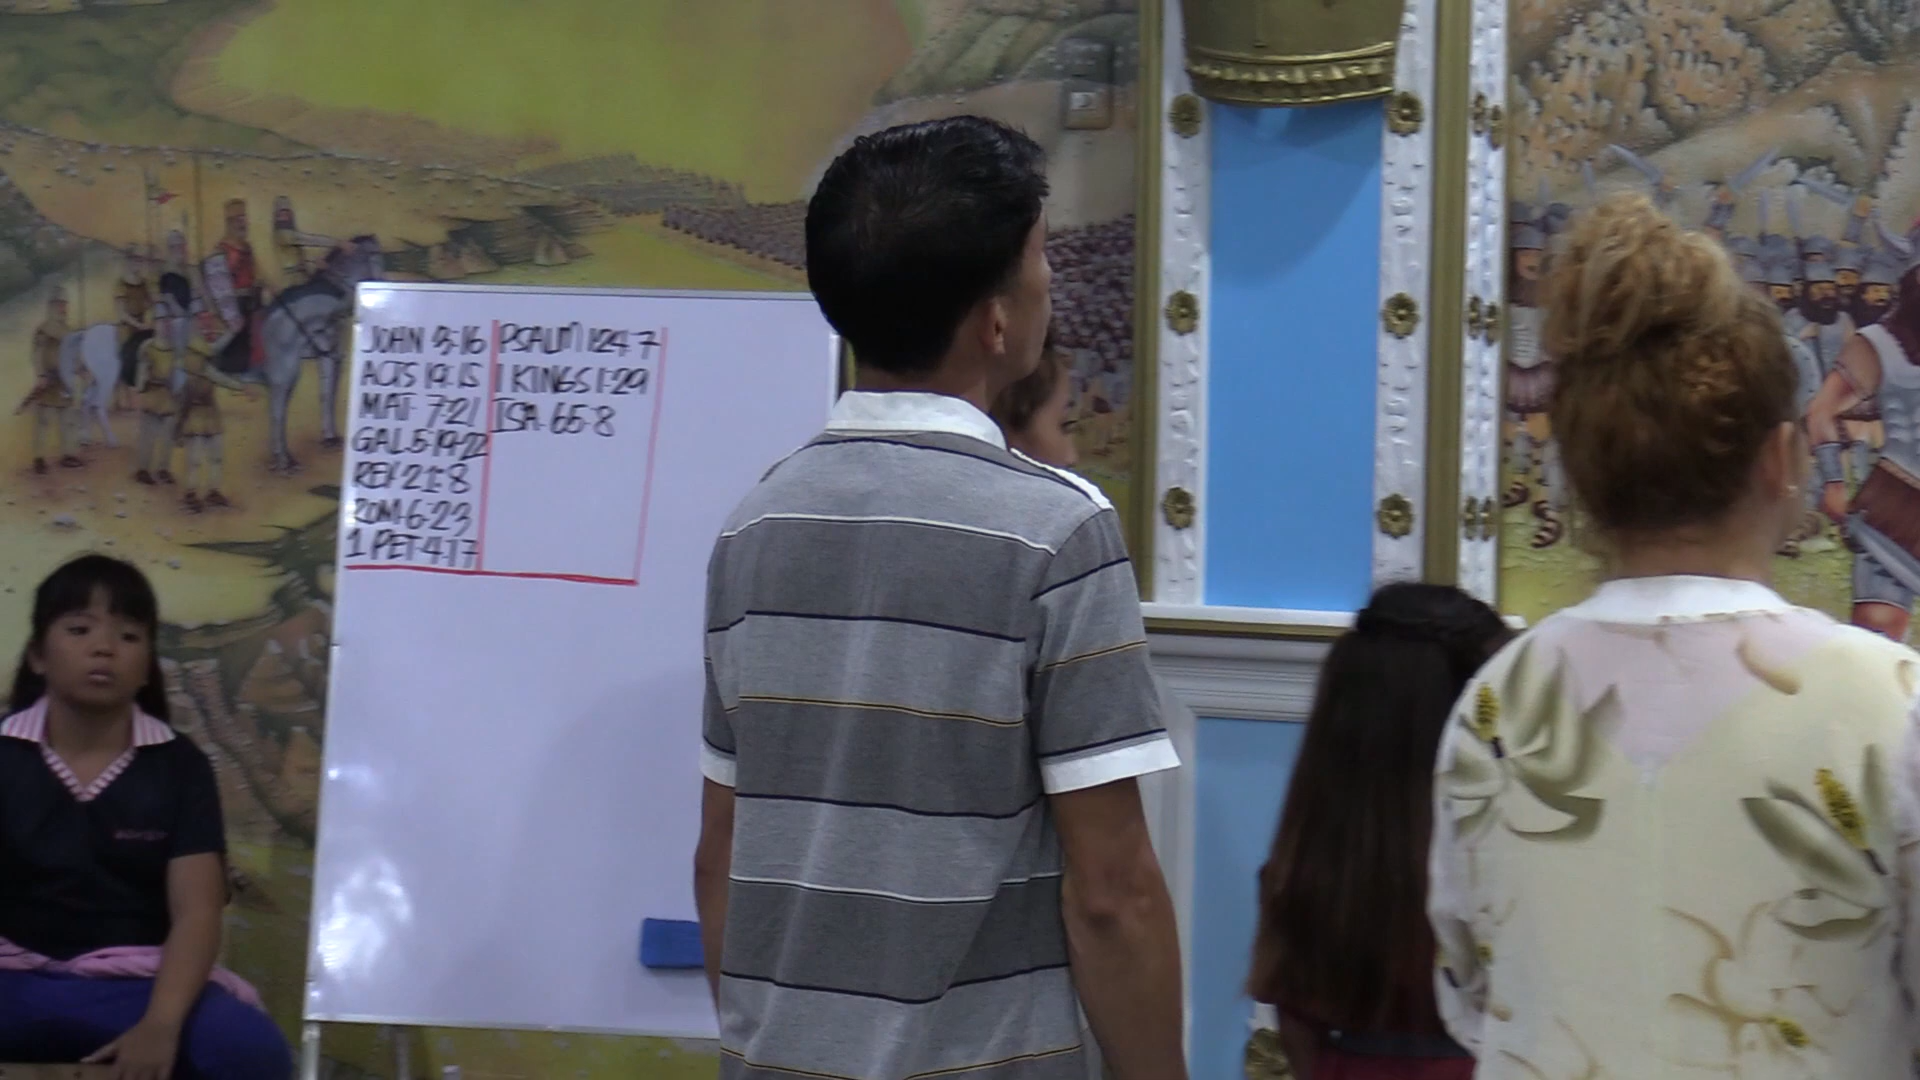 JOHN 3:16
ACTS 19:15
MAT 7:21
GAL.5:19-22
REV 21:8
ROM.6:23
1 PET.4:17
PSALM 124:7
1 KINGS 1:29
ISA. 65:8